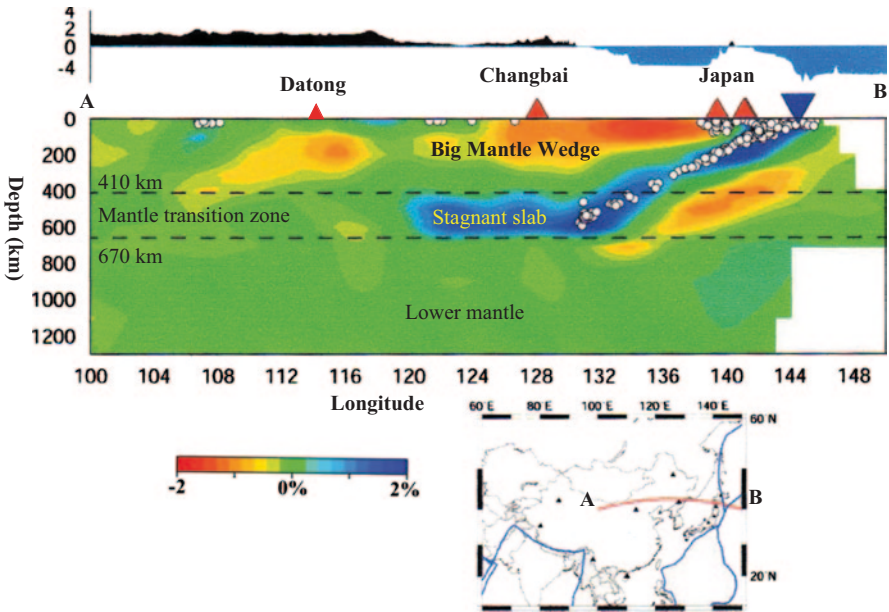 4
2
0
-2
-4
Datong
Changbai
Japan
A
B
0
200
400
600
800
1000
1200
Depth (km)
Big Mantle Wedge
410 km
Mantle transition zone
Stagnant slab
670 km
Lower mantle
100 104 108 112 116 120 124 128 132 136 140 144 148
Longitude
-2 0% 2%
60°E 80°E 100°E 120°E 140°E
60 N
A
B
20 N